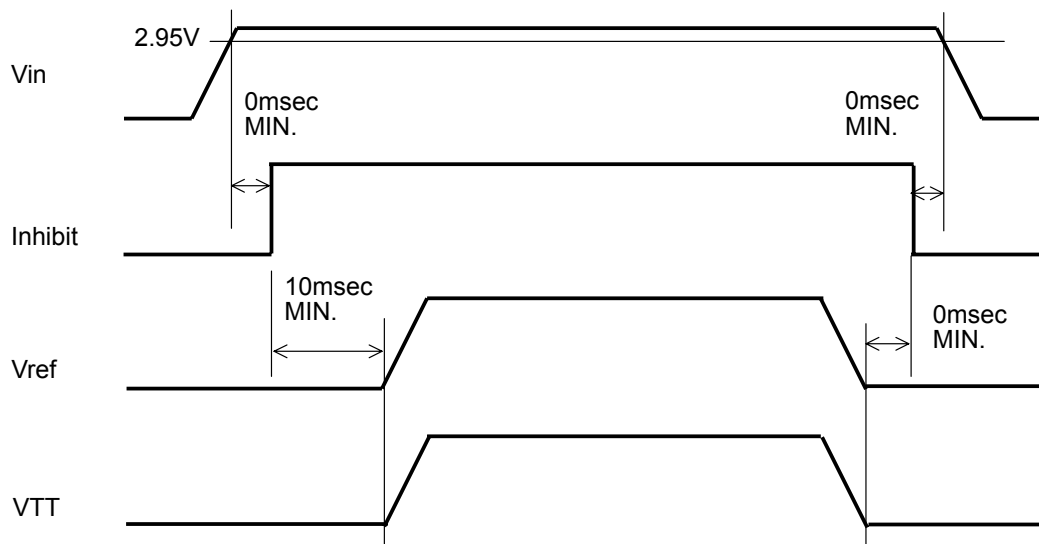 2.95V
Vin
0msec
MIN.
0msec
MIN.
Inhibit
10msec
MIN.
0msec
MIN.
Vref
VTT